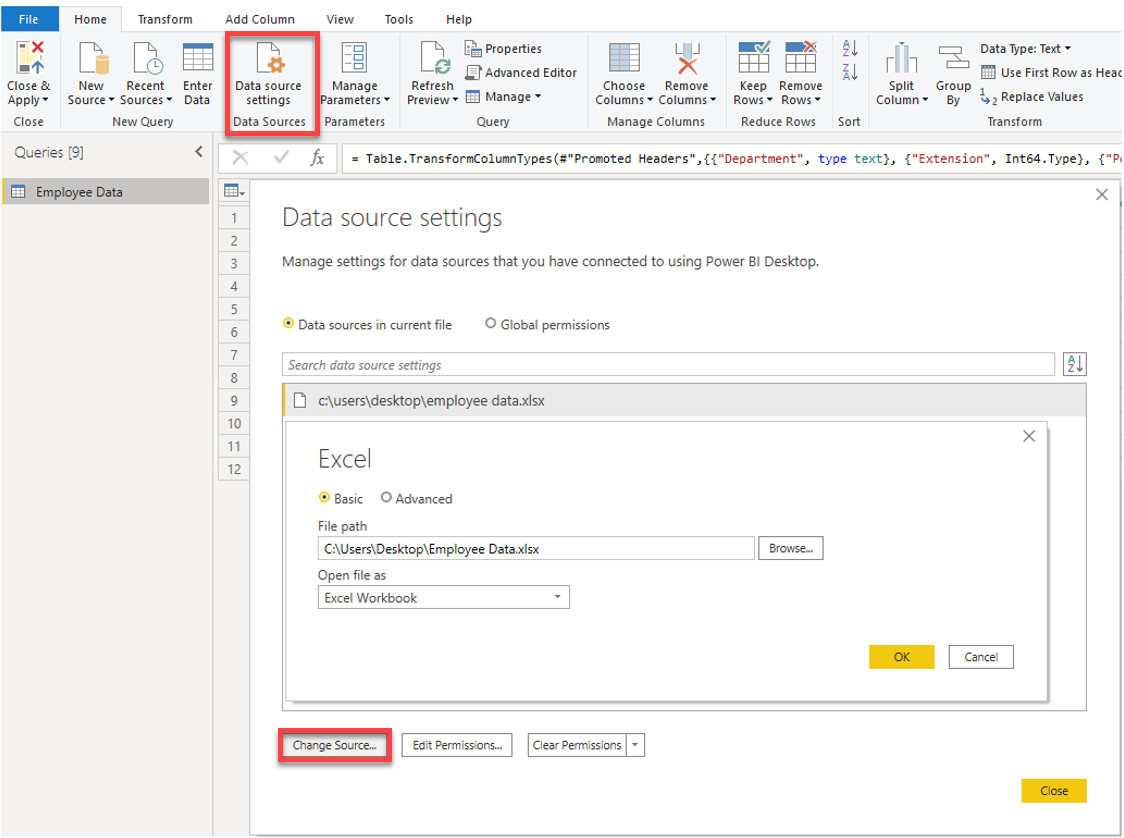 File Home Transform Add Column View Tools Help
Close & Apply
New Source
Recent Sources
Enter Data
Data source settings
Manage Parameters
Refresh Preview
Properties
Advanced Editor
Manage
Choose Columns
Remove Columns
Keep Rows
Remove Rows
A Z
Z A
Split Column
Group By
Data Type: Text
Use First Row as Hea
1 2 Replace Values
Close New Query Data Sources Parameters Query Manage Columns Reduce Rows Sort Transform
Queries [9]
fx = Table.TransformColumnTypes(#"Promoted Headers",{{"Department", type text}, {"Extension", Int64.Type}, {"P
Employee Data
1
2
3
4
5
6
7
8
9
10
11
12
Data source settings
Manage settings for data sources that you have connected to using Power BI Desktop.
Data sources in current file Global permissions
Search data source settings
A Z
c:\users\desktop\employee data.xlsx
Excel
Basic Advanced
File path
C:\Users\Desktop\Employee Data.xlsx Browse...
Open file as
Excel Workbook
OK Cancel
Change Source... Edit Permissions... Clear Permissions
Close